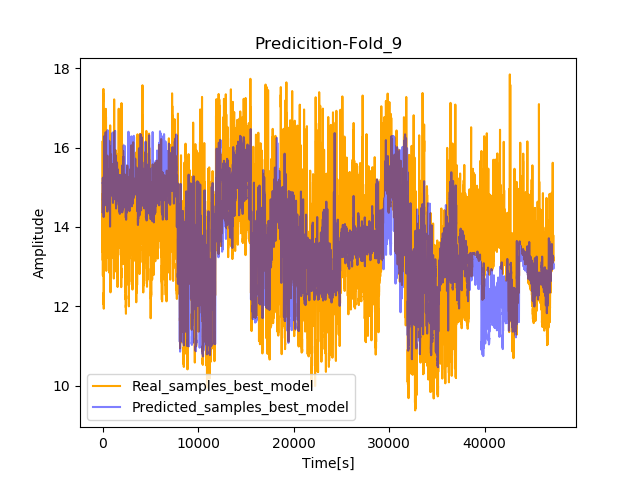 Predicition-Fold_9
18
16
14
12
10
Amplitude
Real_samples_best_model
Predicted_samples_best_model
0
10000
20000
30000
40000
Time[s]